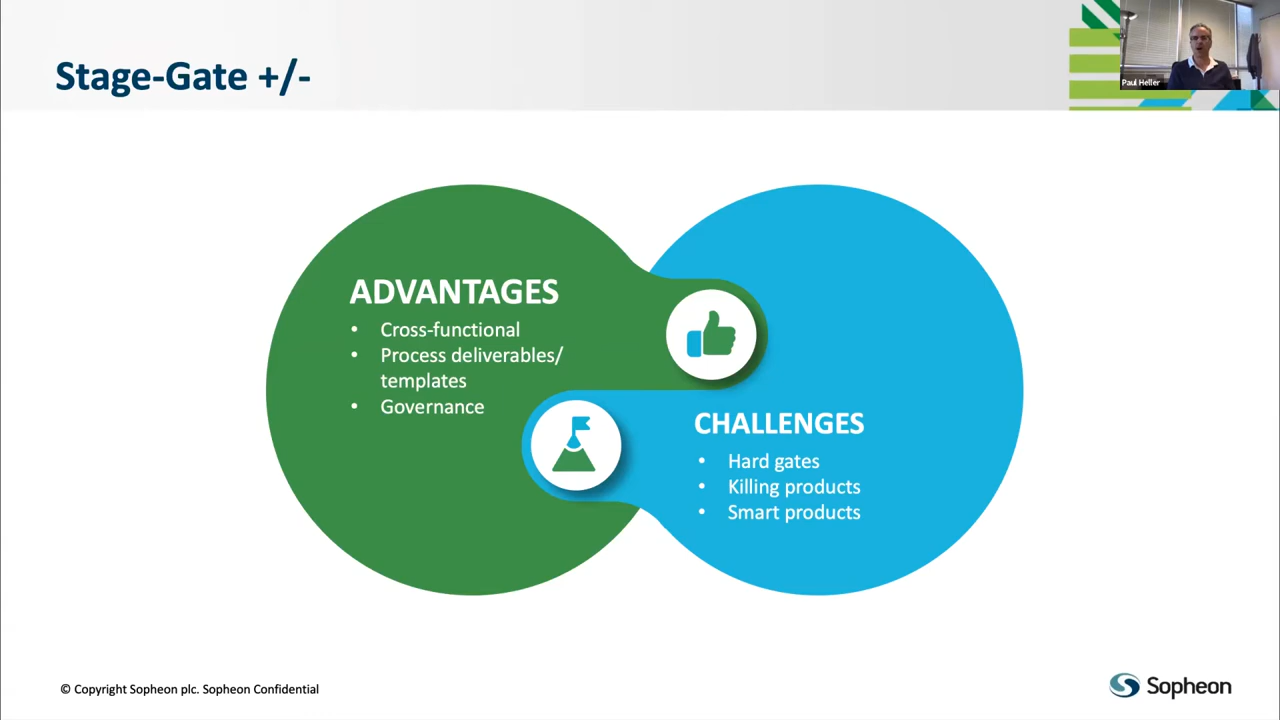 Stage-Gate +/-
Paul Heller
ADVANTAGES
• Cross-functional
• Process deliverables/
templates
• Governance
CHALLENGES
• Hard gates
• Killing products
• Smart products
© Copyright Sopheon plc. Sopheon Confidential
Sopheon